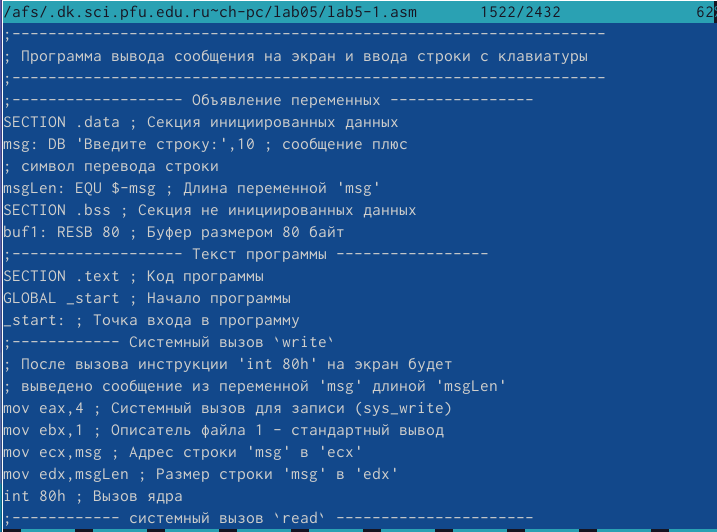 /afs/.dk.sci.pfu.edu.ru~ch-pc/lab05/lab5-1.asm 1522/2432 62
;------------------------------------------------------------------
; Программа вывода сообщения на экран и ввода строки с клавиатуры
;------------------------------------------------------------------
;------------------- Объявление переменных ----------------
SECTION .data ; Секция инициированных данных
msg: DB 'Введите строку:',10 ; сообщение плюс
; символ перевода строки
msgLen: EQU $-msg ; Длина переменной 'msg'
SECTION .bss ; Секция не инициированных данных
buf1: RESB 80 ; Буфер размером 80 байт
;------------------- Текст программы -----------------
SECTION .text ; Код программы
GLOBAL _start ; Начало программы
_start: ; Точка входа в программу
;------------ Cистемный вызов `write`
; После вызова инструкции 'int 80h' на экран будет
; выведено сообщение из переменной 'msg' длиной 'msgLen'
mov eax,4 ; Системный вызов для записи (sys_write)
mov ebx,1 ; Описатель файла 1 - стандартный вывод
mov ecx,msg ; Адрес строки 'msg' в 'ecx'
mov edx,msgLen ; Размер строки 'msg' в 'edx'
int 80h ; Вызов ядра
;------------ системный вызов `read` ----------------------